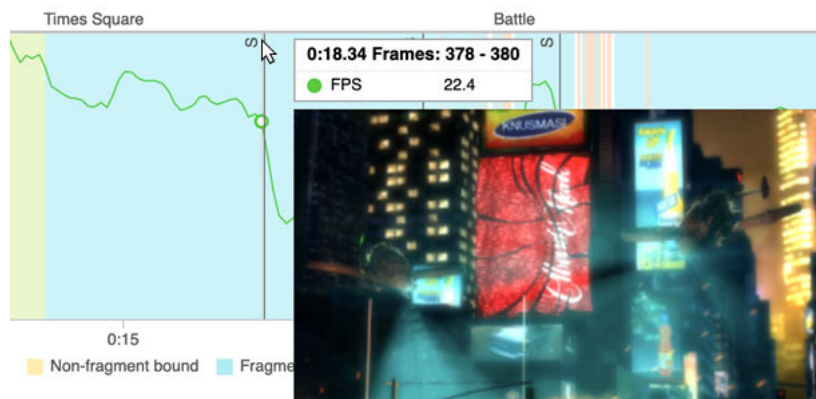 Times Square
Battle
S
S
0:18.34 Frames: 378 - 380
FPS 22.4
KNUSMASI
0:15
Non-fragment bound
Fragme